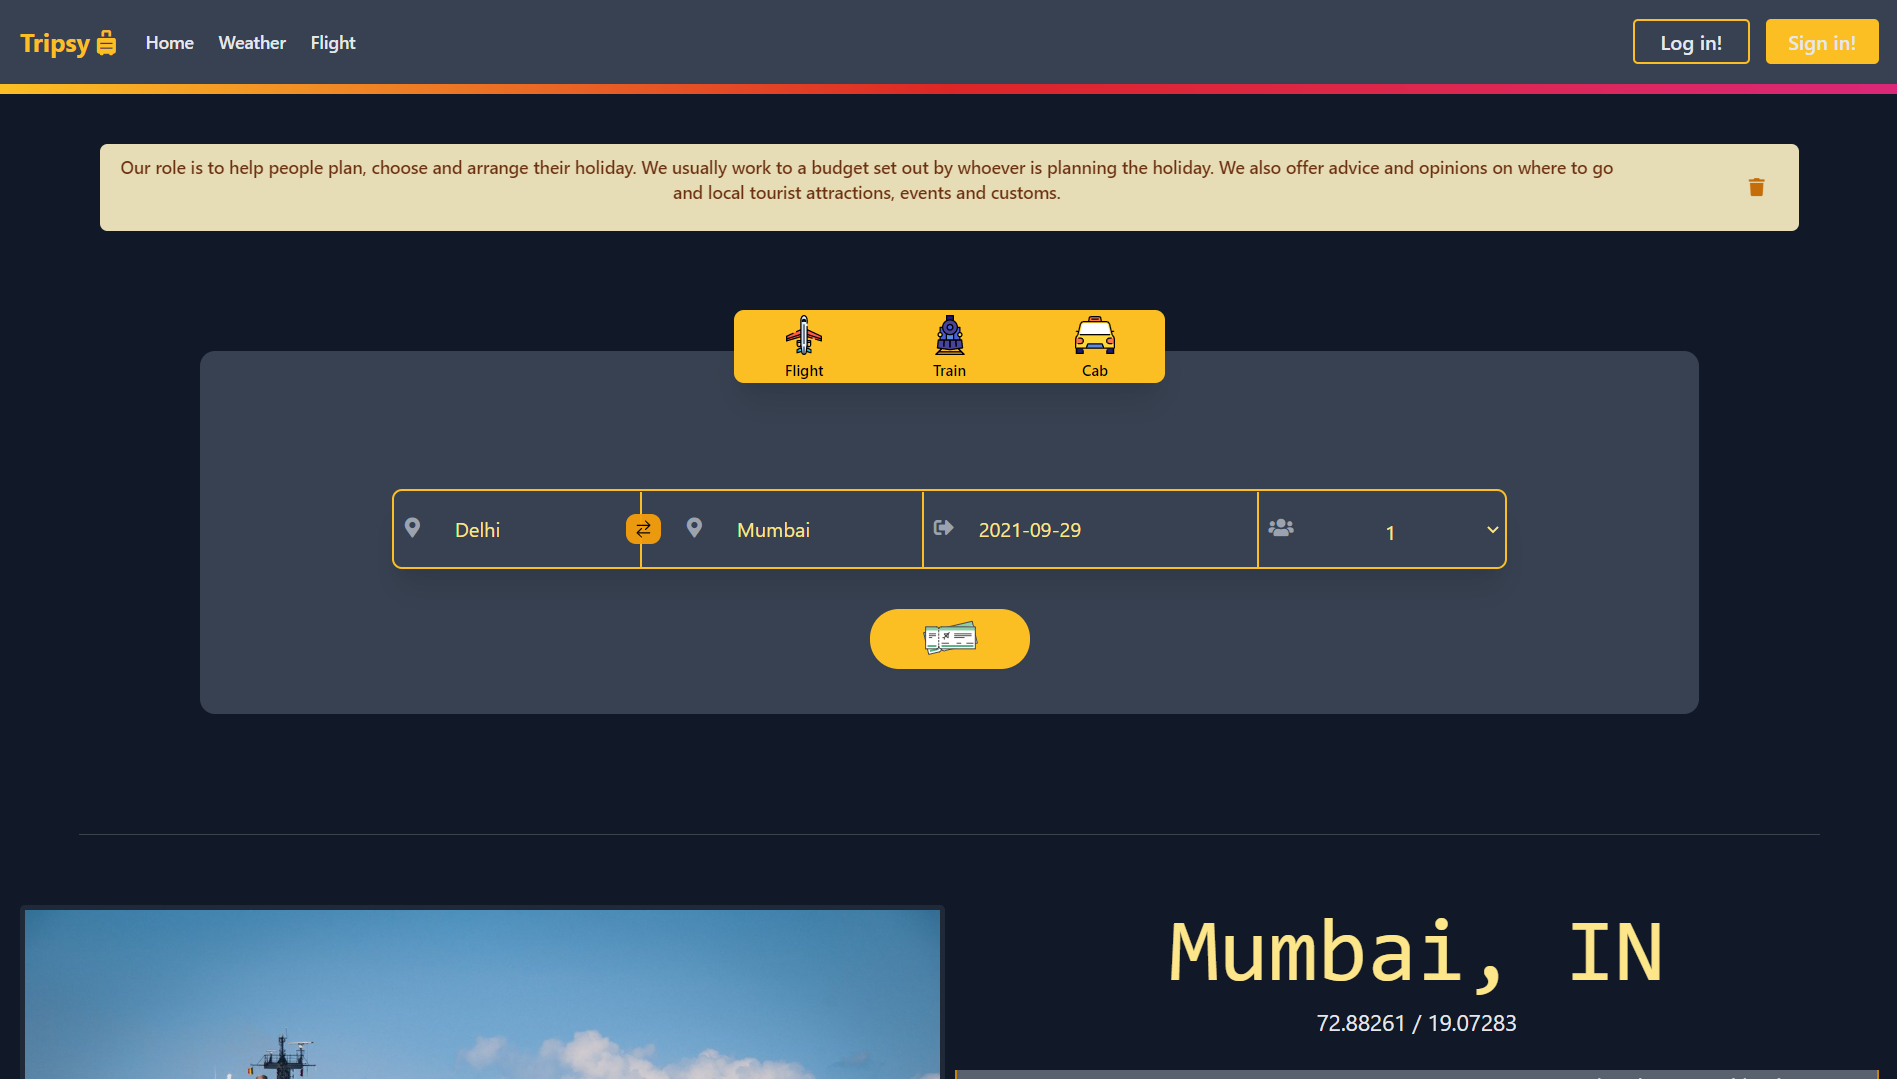 Tripsy
Home
Weather
Flight
Log in!
Sign in!
Our role is to help people plan, choose and arrange their holiday. We usually work to a budget set out by whoever is planning the holiday. We also offer advice and opinions on where to go
and local tourist attractions, events and customs.
Flight
Train
Cab
Delhi
Mumbai
2021-09-29
1
Mumbai, IN
72.88261 / 19.07283